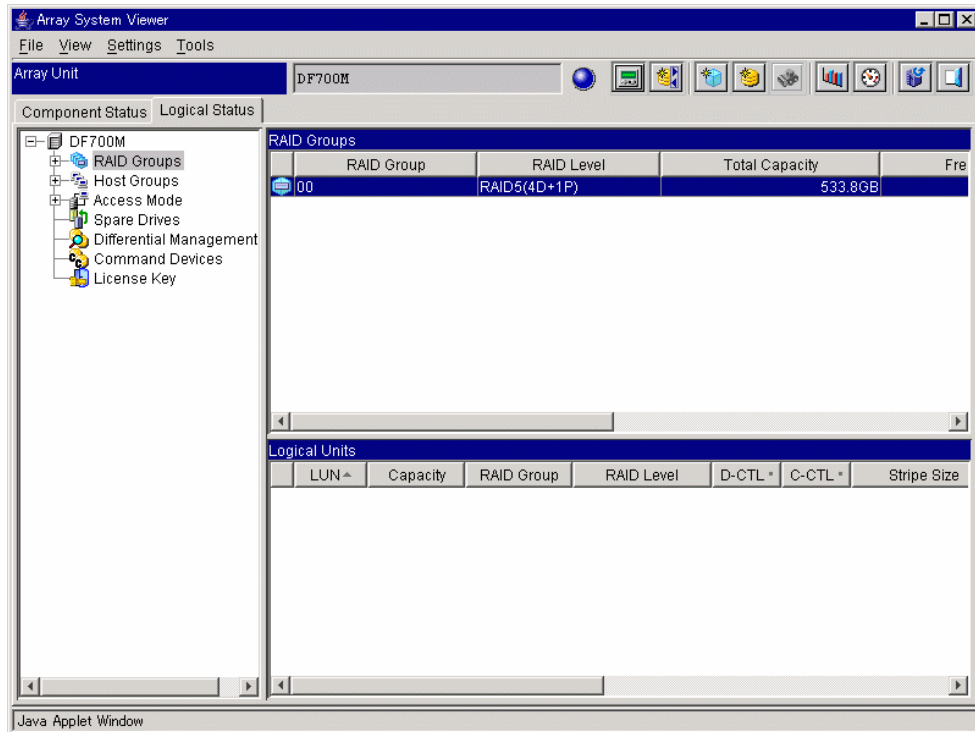 Array System Viewer
File View Settings Tools
Array Unit DF700M
Component Status Logical Status
DF700M
RAID Groups
Host Groups
Access Mode
Spare Drives
Differential Management
Command Devices
License Key
RAID Groups
RAID Group RAID Level Total Capacity Fre
00 RAID5(4D+1P) 533.8GB
Logical Units
LUN Capacity RAID Group RAID Level D-CTL * C-CTL * Stripe Size
Java Applet Window